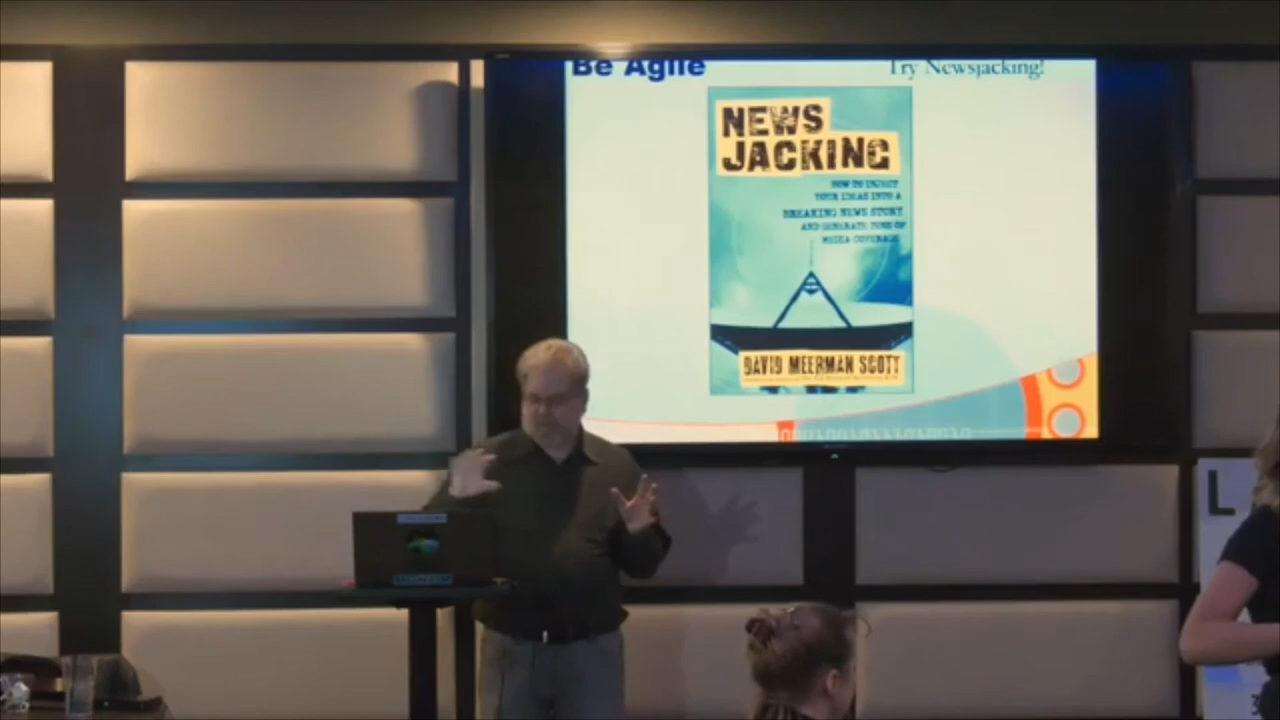 Be Agile
Try Newsjacking!
NEWS
JACKING
HOW TO INJECT
YOUR IDEAS INTO A
BREAKING NEWS STORY
AND GENERATE TONS OF
MEDIA COVERAGE
DAVID MEERMAN SCOTT
L